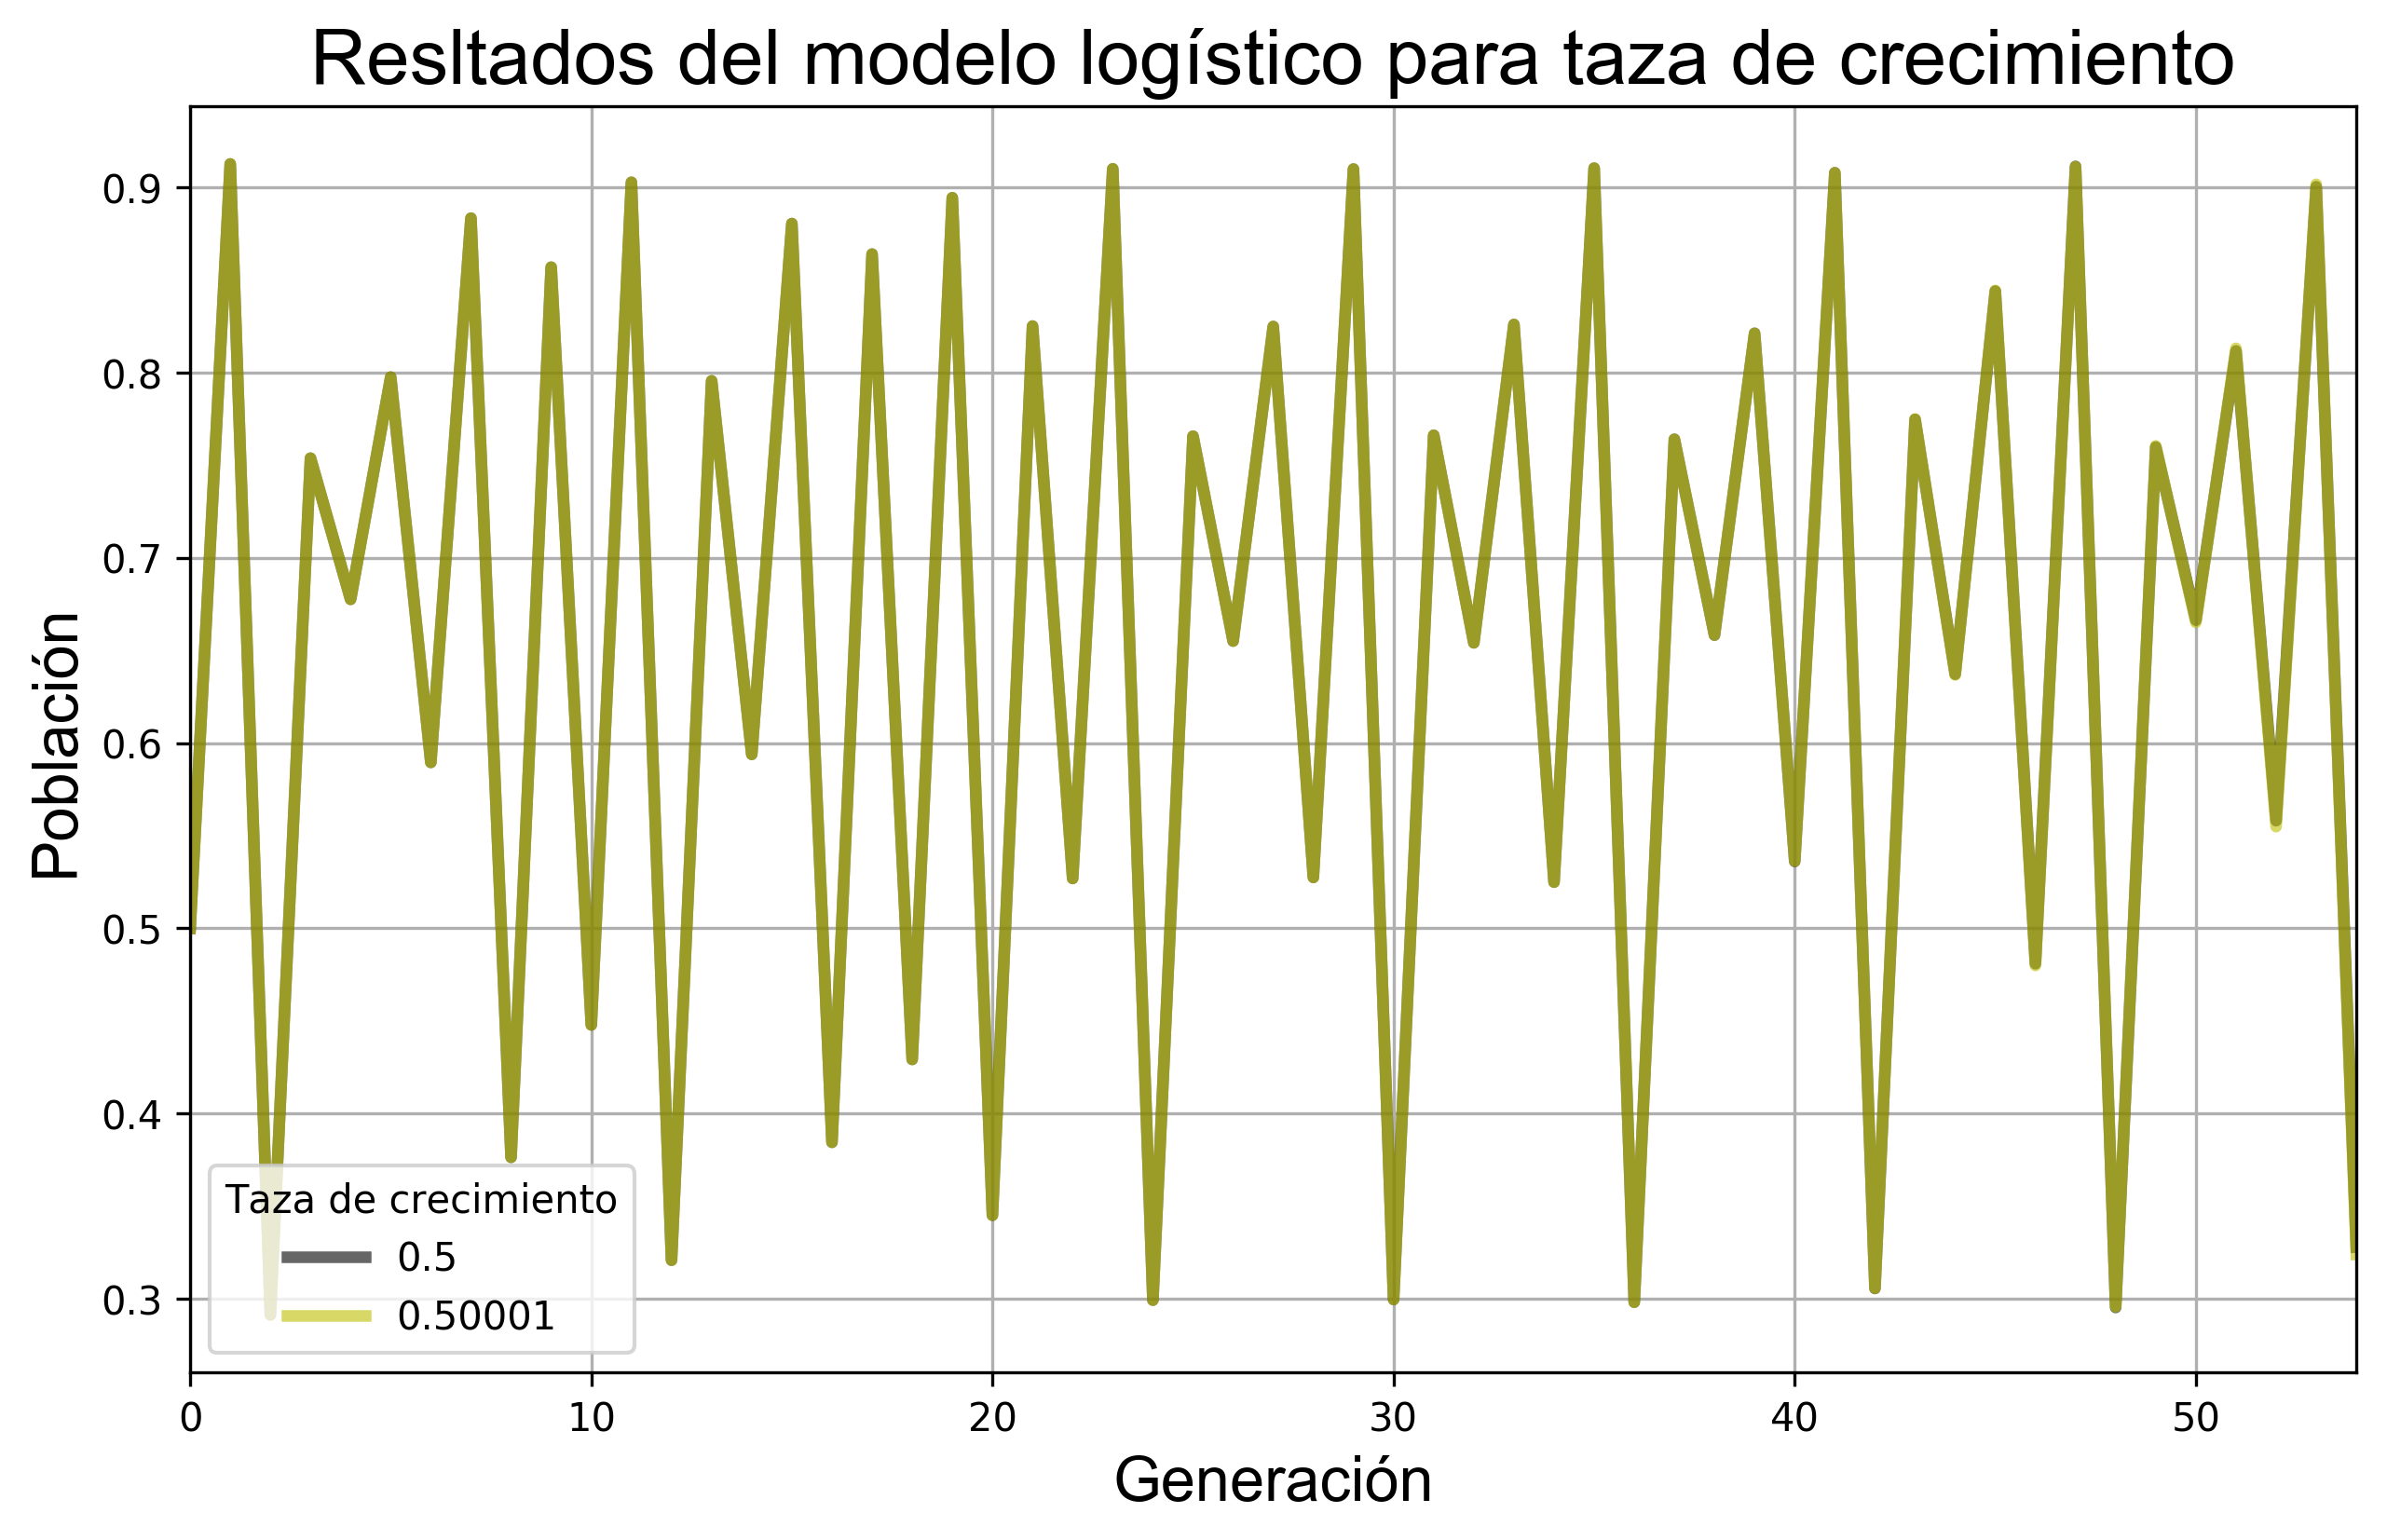 Resltados del modelo logístico para taza de crecimiento
Población
0.9
0.8
0.7
0.6
0.5
0.4
0.3
Taza de crecimiento
0.5
0.50001
0 10 20 30 40 50
Generación